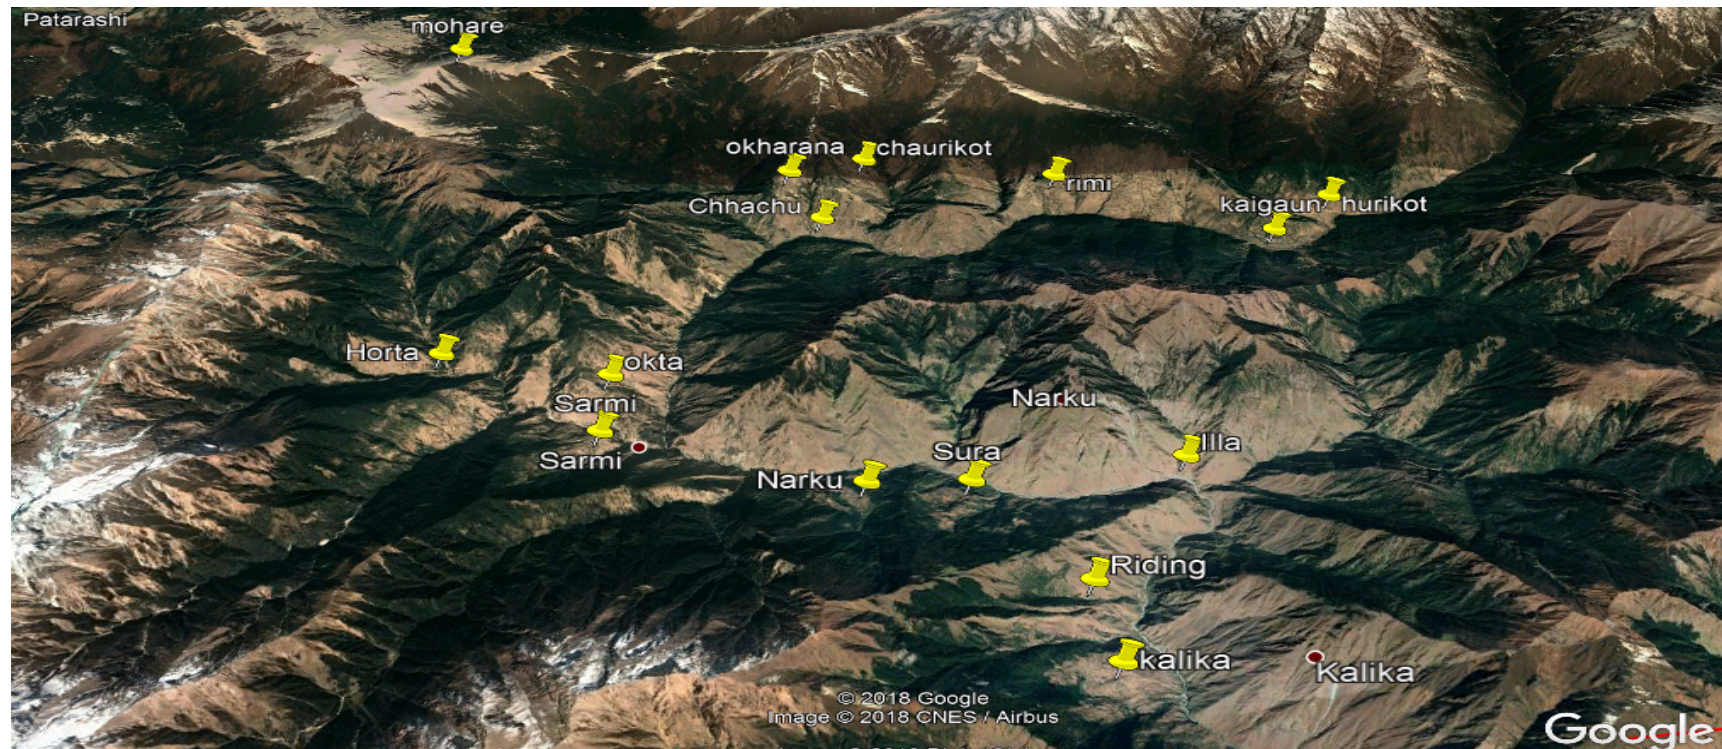 Patarashi
mohare
okharana
chaurikot
rimi
Chhachu
kaigaun
hurikot
Horta
okta
Sarmi
Narku
Sarmi
Illa
Sura
Narku
Riding
kalika
Kalika
© 2018 Google
Image © 2018 CNES / Airbus
Google